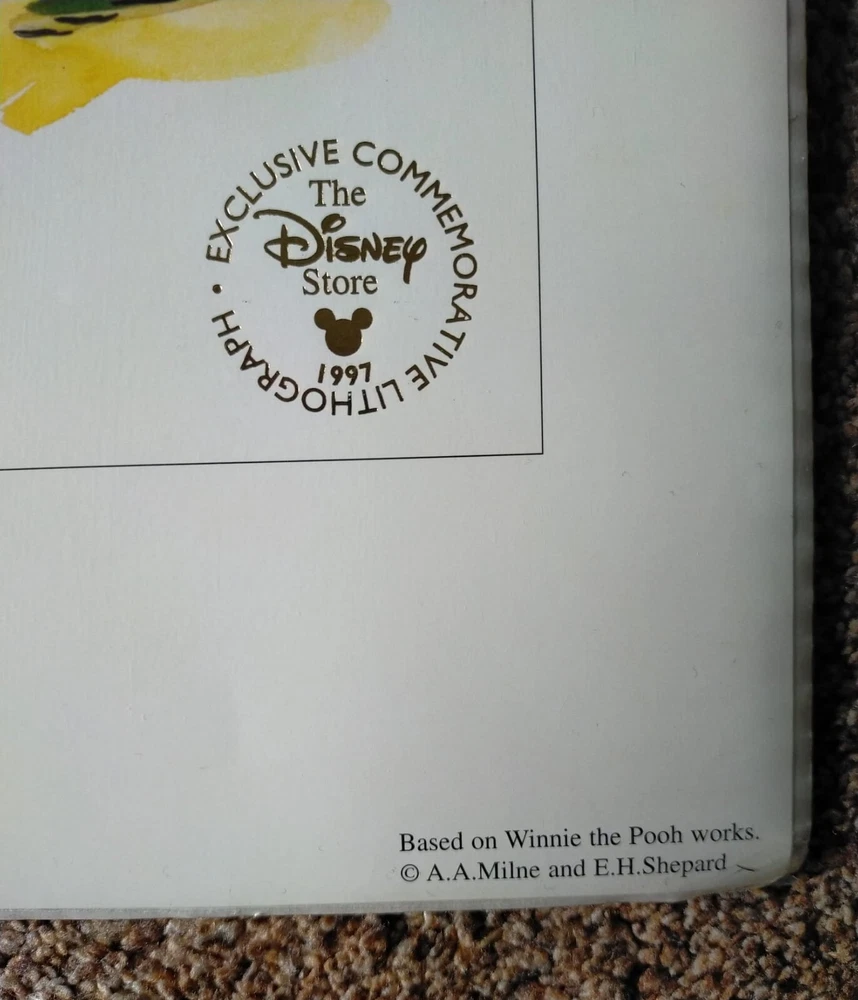 EXCLUSIVE COMMEMORATIVE LITHOGRAPH •
The
Disney
Store
1997
Based on Winnie the Pooh works.
© A.A.Milne and E.H.Shepard